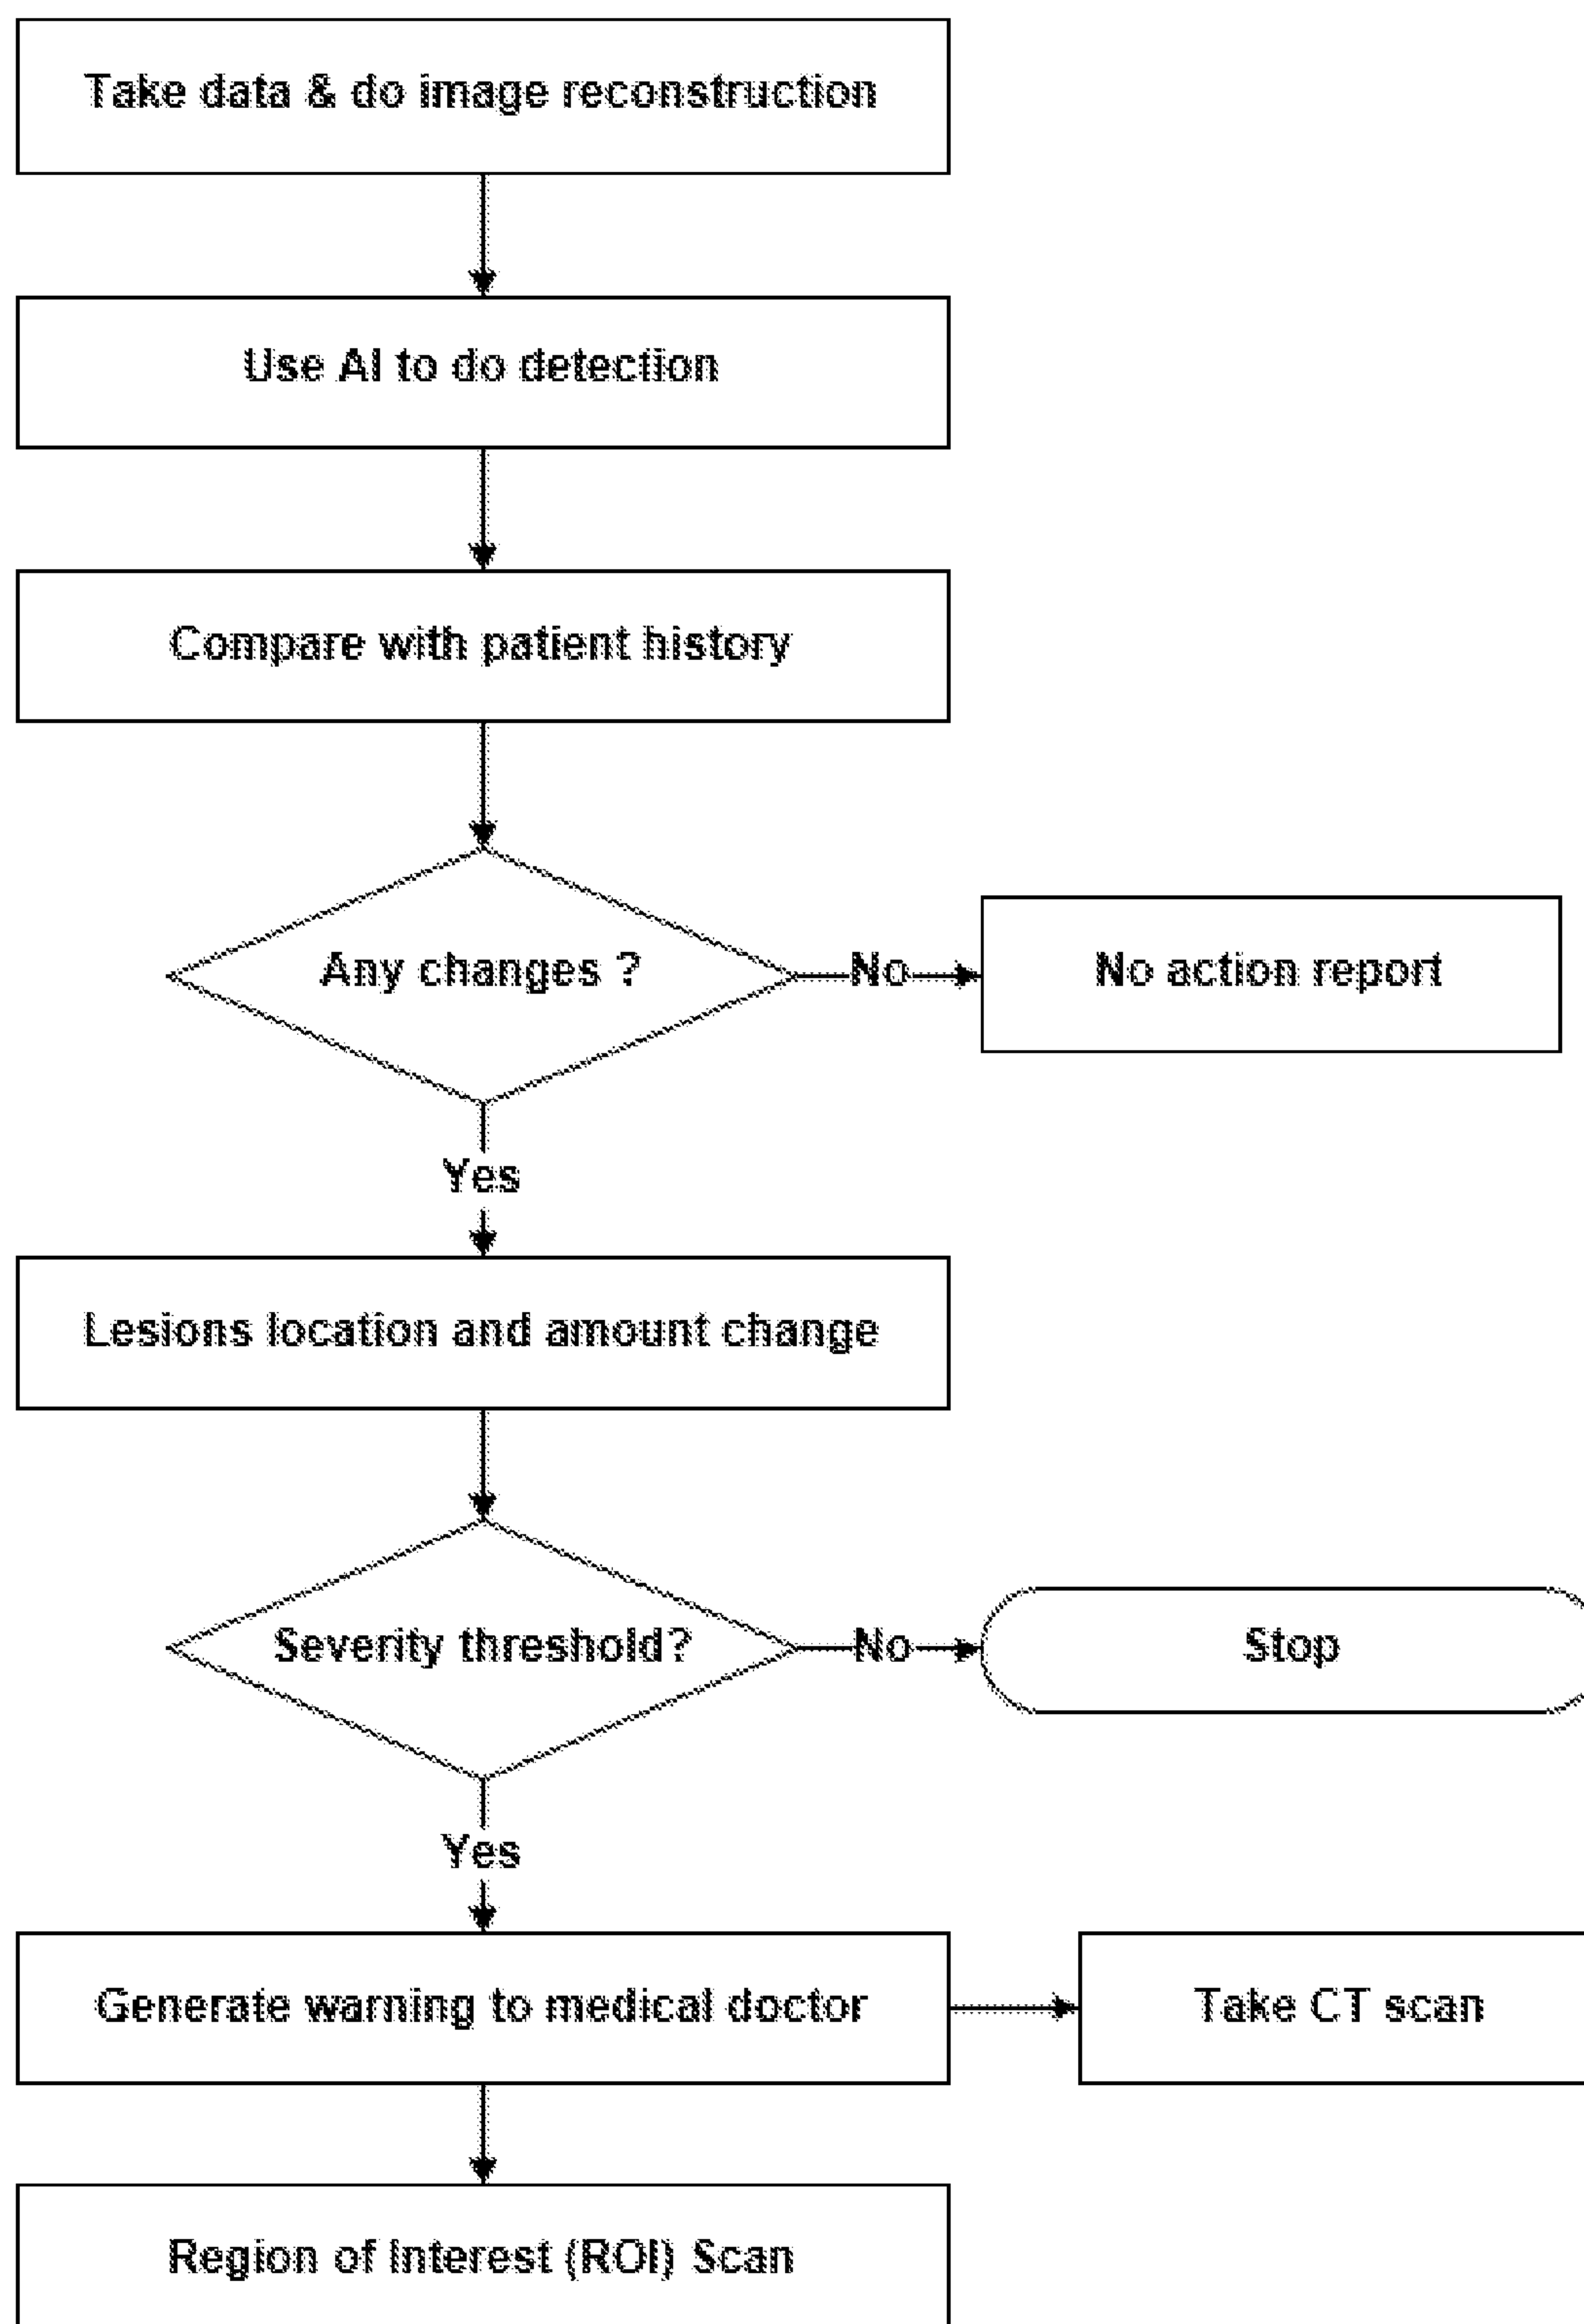 Take data & do image reconstruction
Use AI to do detection
Compare with patient history
Any changes ?
No
No action report
Yes
Lesions location and amount change
Severity threshold?
No
Stop
Yes
Generate warning to medical doctor
Take CT scan
Region of Interest (ROI) Scan